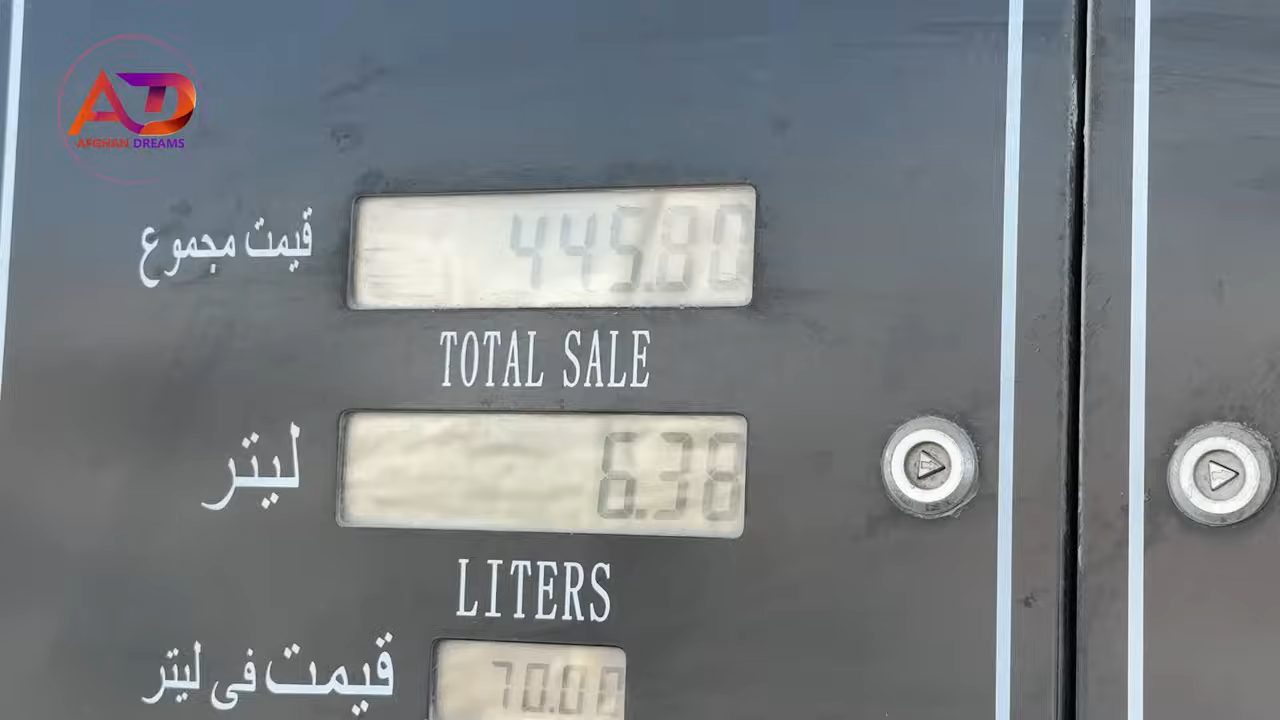 AD
AFGHAN DREAMS
قیمت مجموع
445.80
TOTAL SALE
لیتر
6.38
LITERS
قیمت فی لیتر
70.00